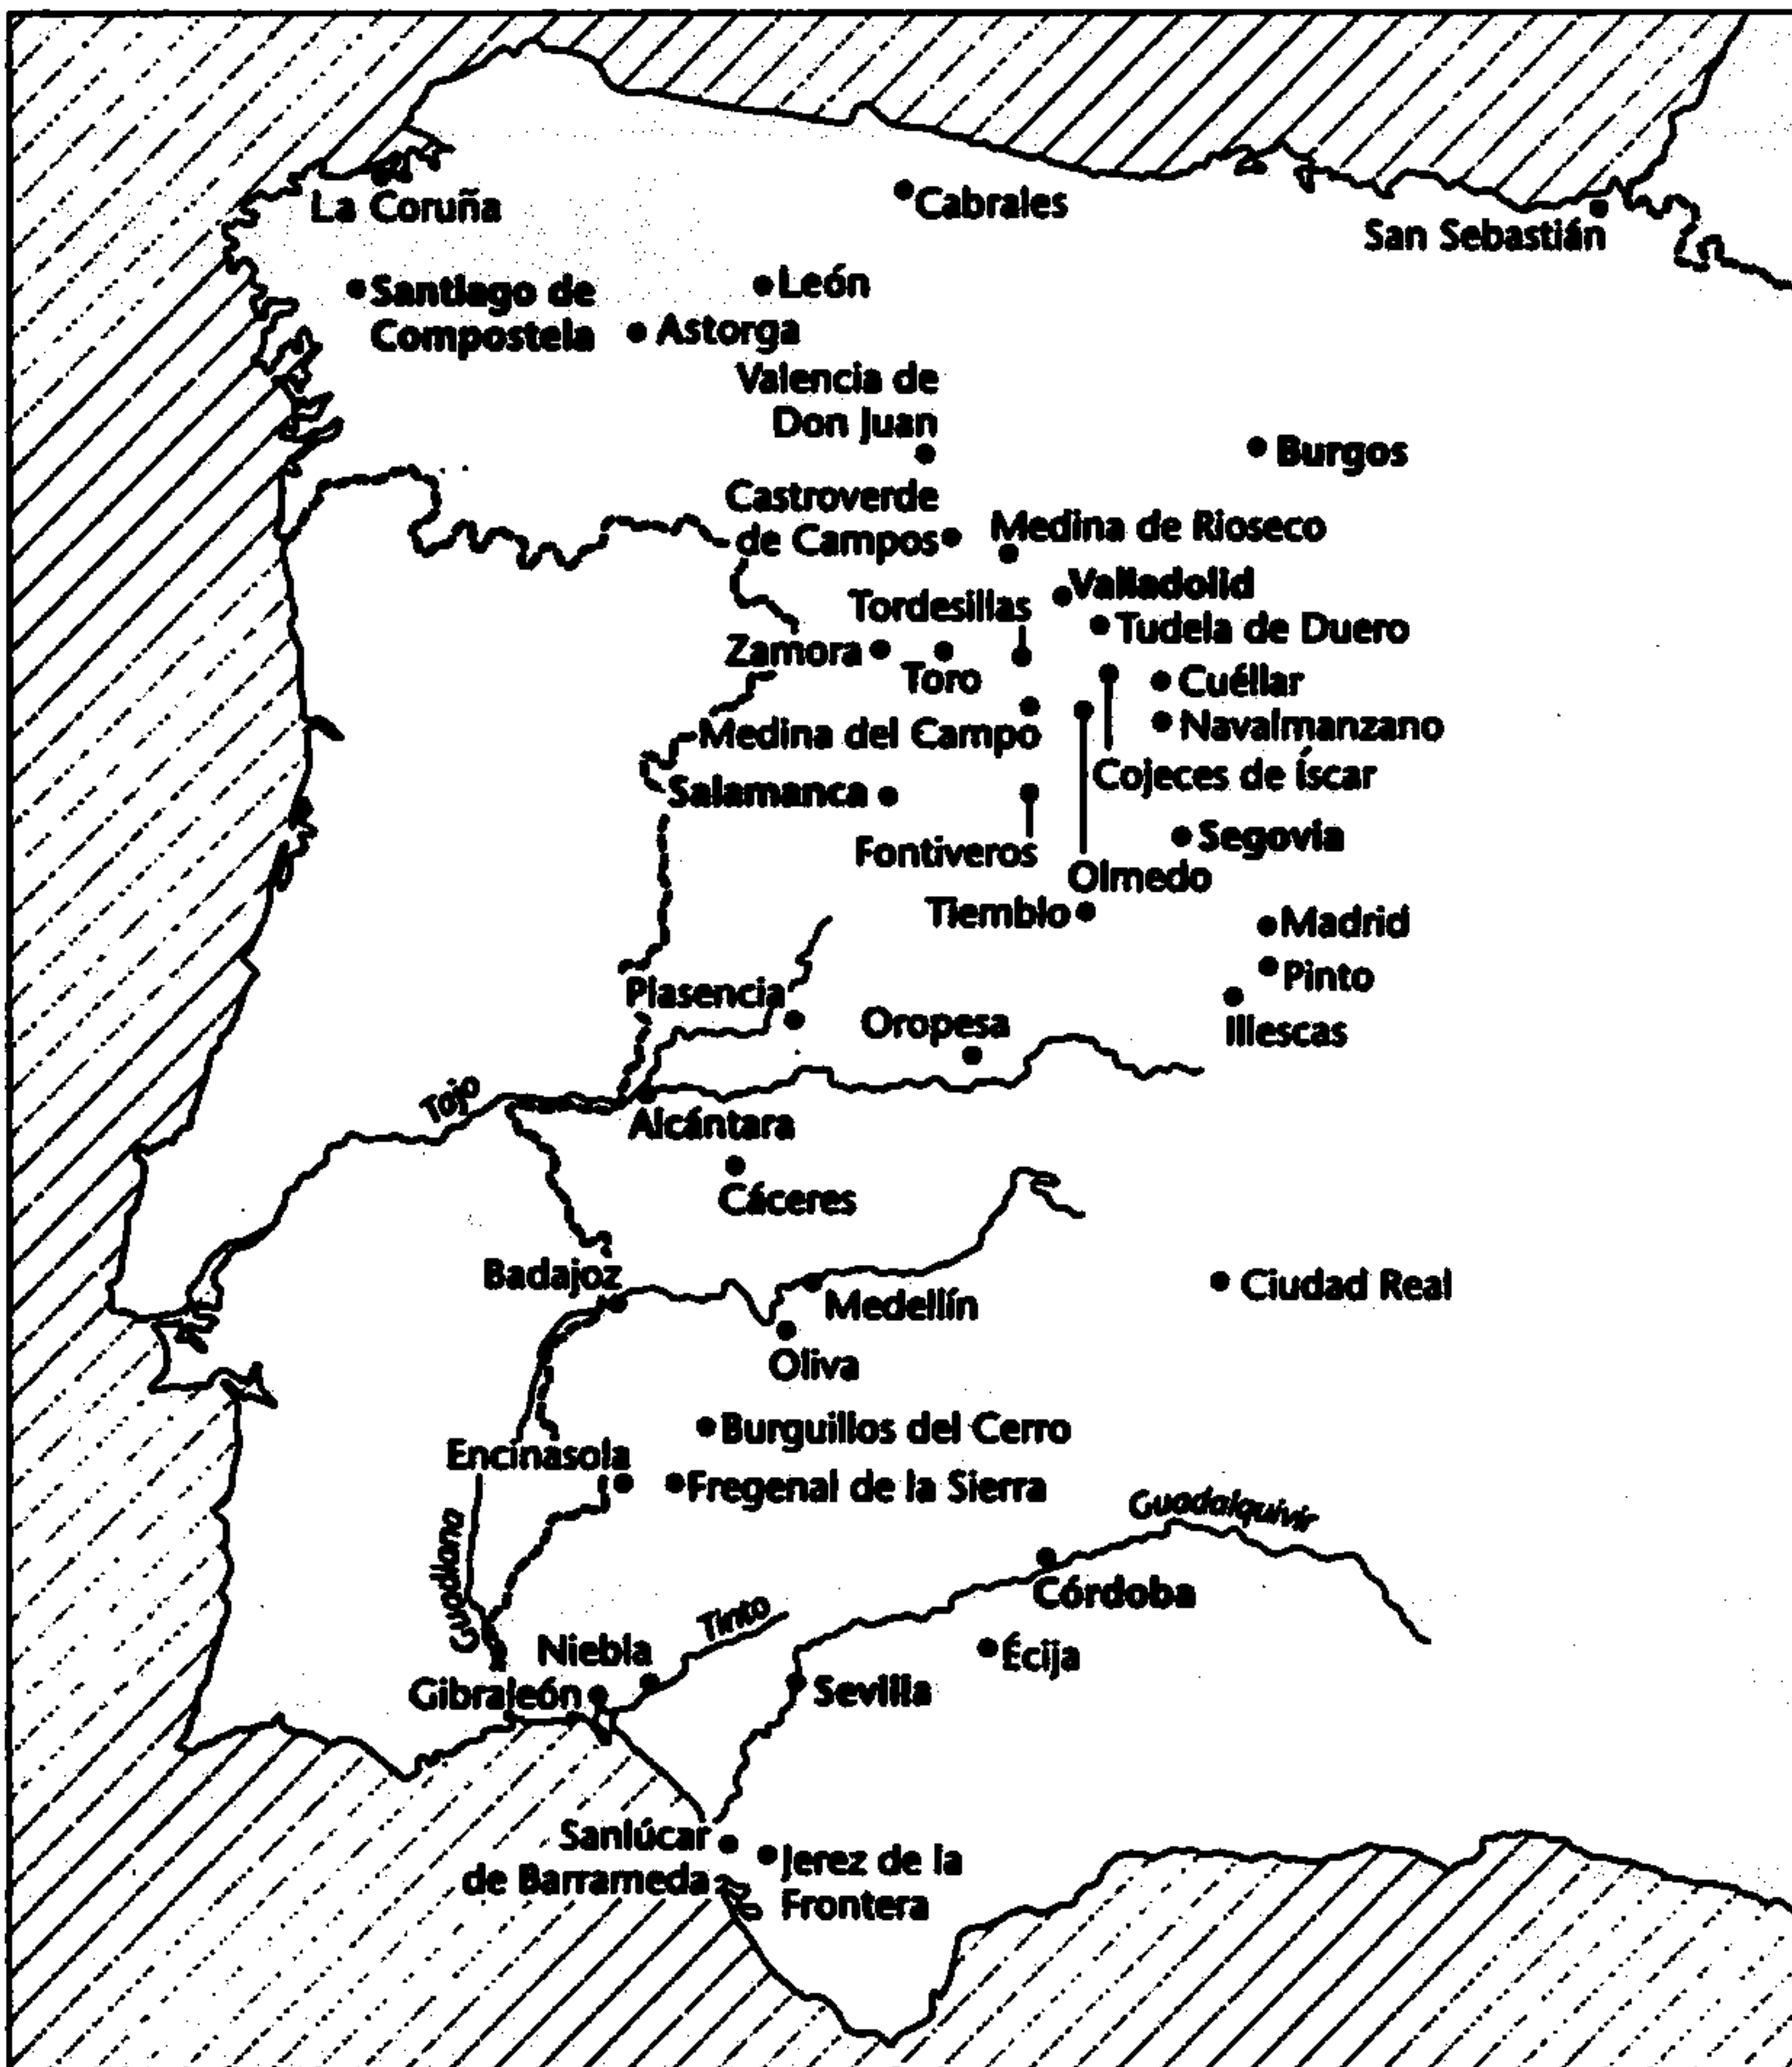 La Coruña
Cabrales
San Sebastián
Santiago de
Compostela
León
Astorga
Valencia de
Don Juan
Burgos
Castroverde
de Campos
Medina de Rioseco
Valladolid
Tordesillas
Tudela de Duero
Zamora
Toro
Cuéllar
Navalmanzano
Medina del Campo
Cojeces de Íscar
Salamanca
Segovia
Fontiveros
Olmedo
Tiemblo
Madrid
Pinto
Plasencia
Oropesa
Illescas
Tajo
Alcántara
Cáceres
Badajoz
Medellín
Ciudad Real
Oliva
Burguillos del Cerro
Encinasola
Fregenal de la Sierra
Guadalquivir
Guadiana
Córdoba
Tinto
Niebla
Écija
Gibraleón
Sevilla
Sanlúcar
de Barrameda
Jerez de la
Frontera